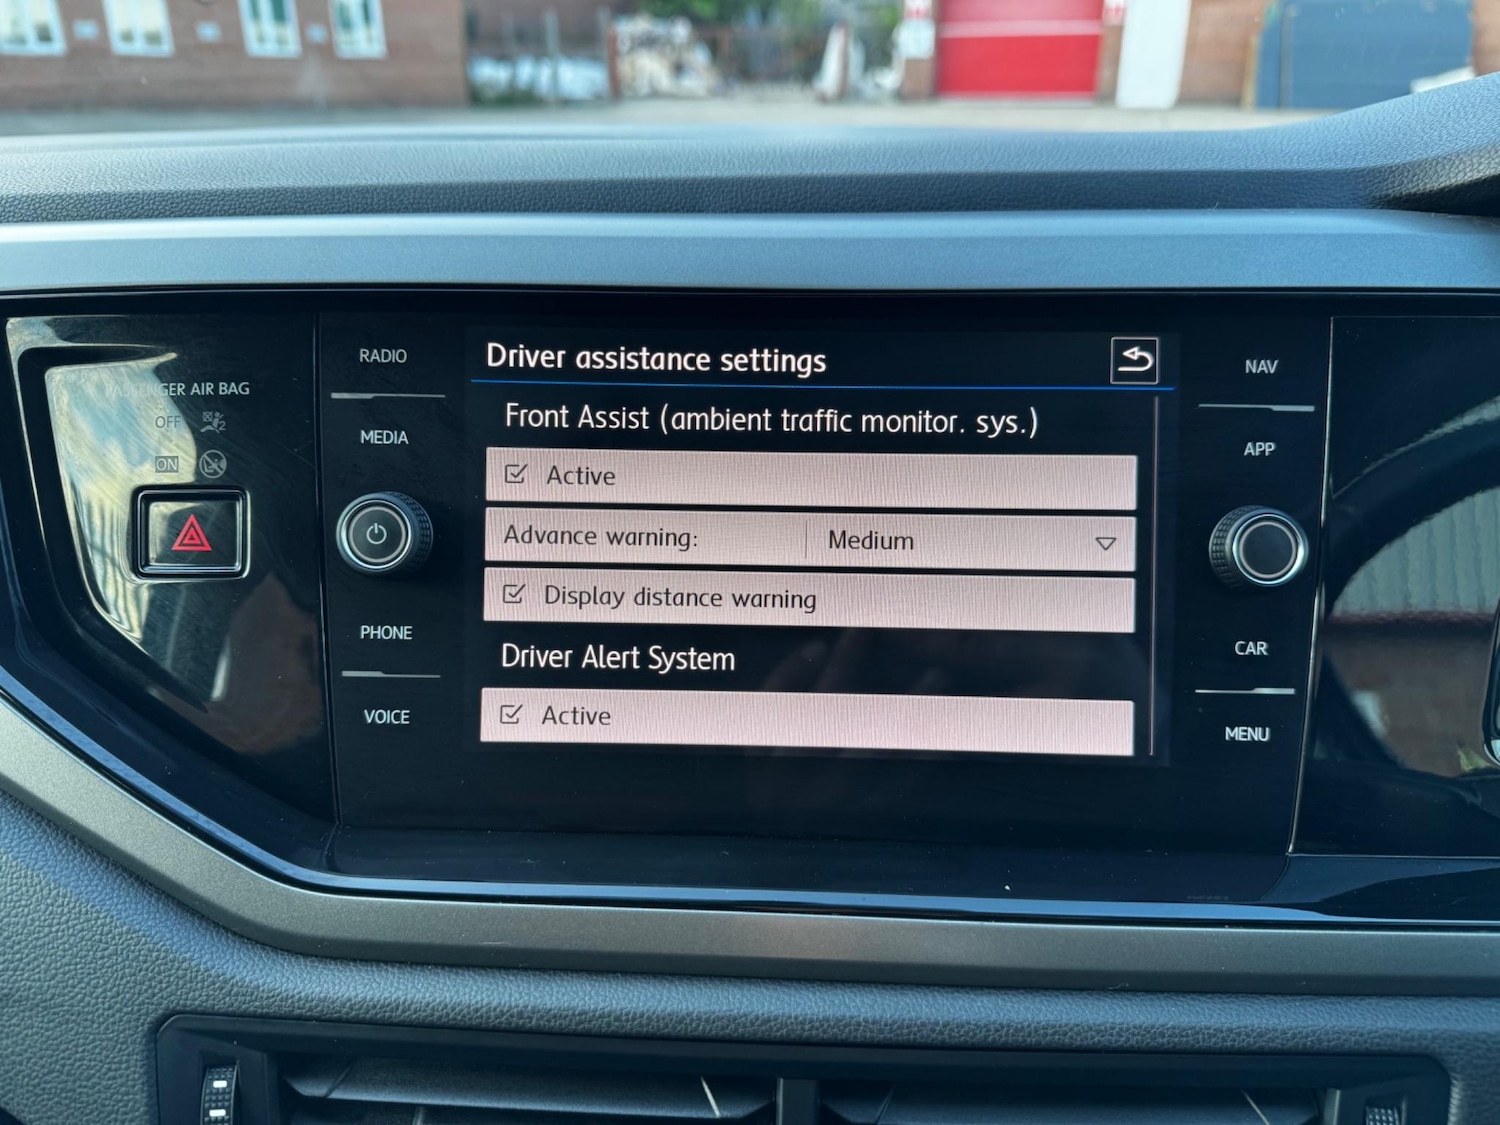 PASSENGER AIR BAG
OFF
2
ON
RADIO
MEDIA
PHONE
VOICE
Driver assistance settings
Front Assist (ambient traffic monitor. sys.)
Active
Advance warning: Medium
Display distance warning
Driver Alert System
Active
NAV
APP
CAR
MENU